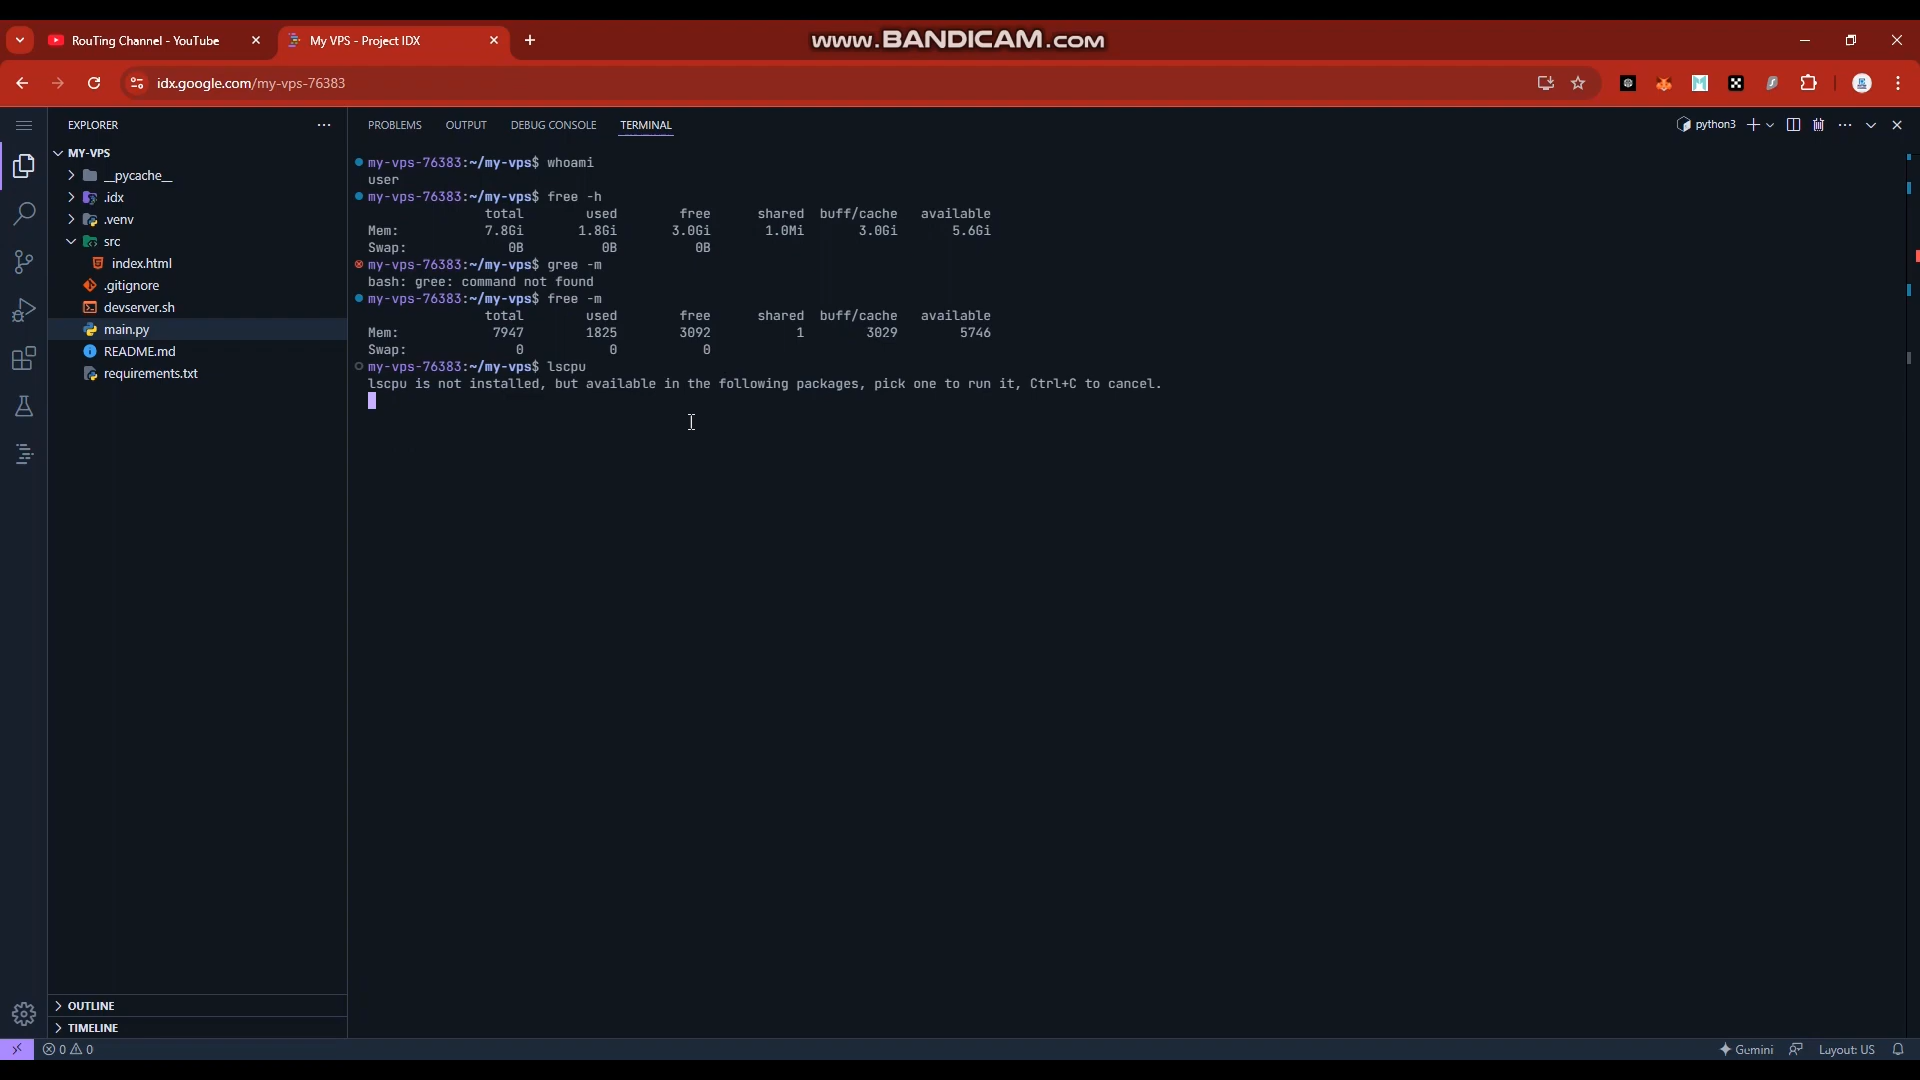 RouTing Channel - YouTube
My VPS - Project IDX
www.BANDICAM.com
idx.google.com/my-vps-76383
EXPLORER
PROBLEMS OUTPUT DEBUG CONSOLE TERMINAL
python3
MY-VPS
__pycache__
.idx
.venv
src
index.html
.gitignore
devserver.sh
main.py
README.md
requirements.txt
my-vps-76383:~/my-vps$ whoami
user
my-vps-76383:~/my-vps$ free -h
total used free shared buff/cache available
Mem: 7.8Gi 1.8Gi 3.0Gi 1.0Mi 3.0Gi 5.6Gi
Swap: 0B 0B 0B
my-vps-76383:~/my-vps$ gree -m
bash: gree: command not found
my-vps-76383:~/my-vps$ free -m
total used free shared buff/cache available
Mem: 7947 1825 3092 1 3029 5746
Swap: 0 0 0
my-vps-76383:~/my-vps$ lscpu
lscpu is not installed, but available in the following packages, pick one to run it, Ctrl+C to cancel.
OUTLINE
TIMELINE
0 0
Gemini
Layout: US